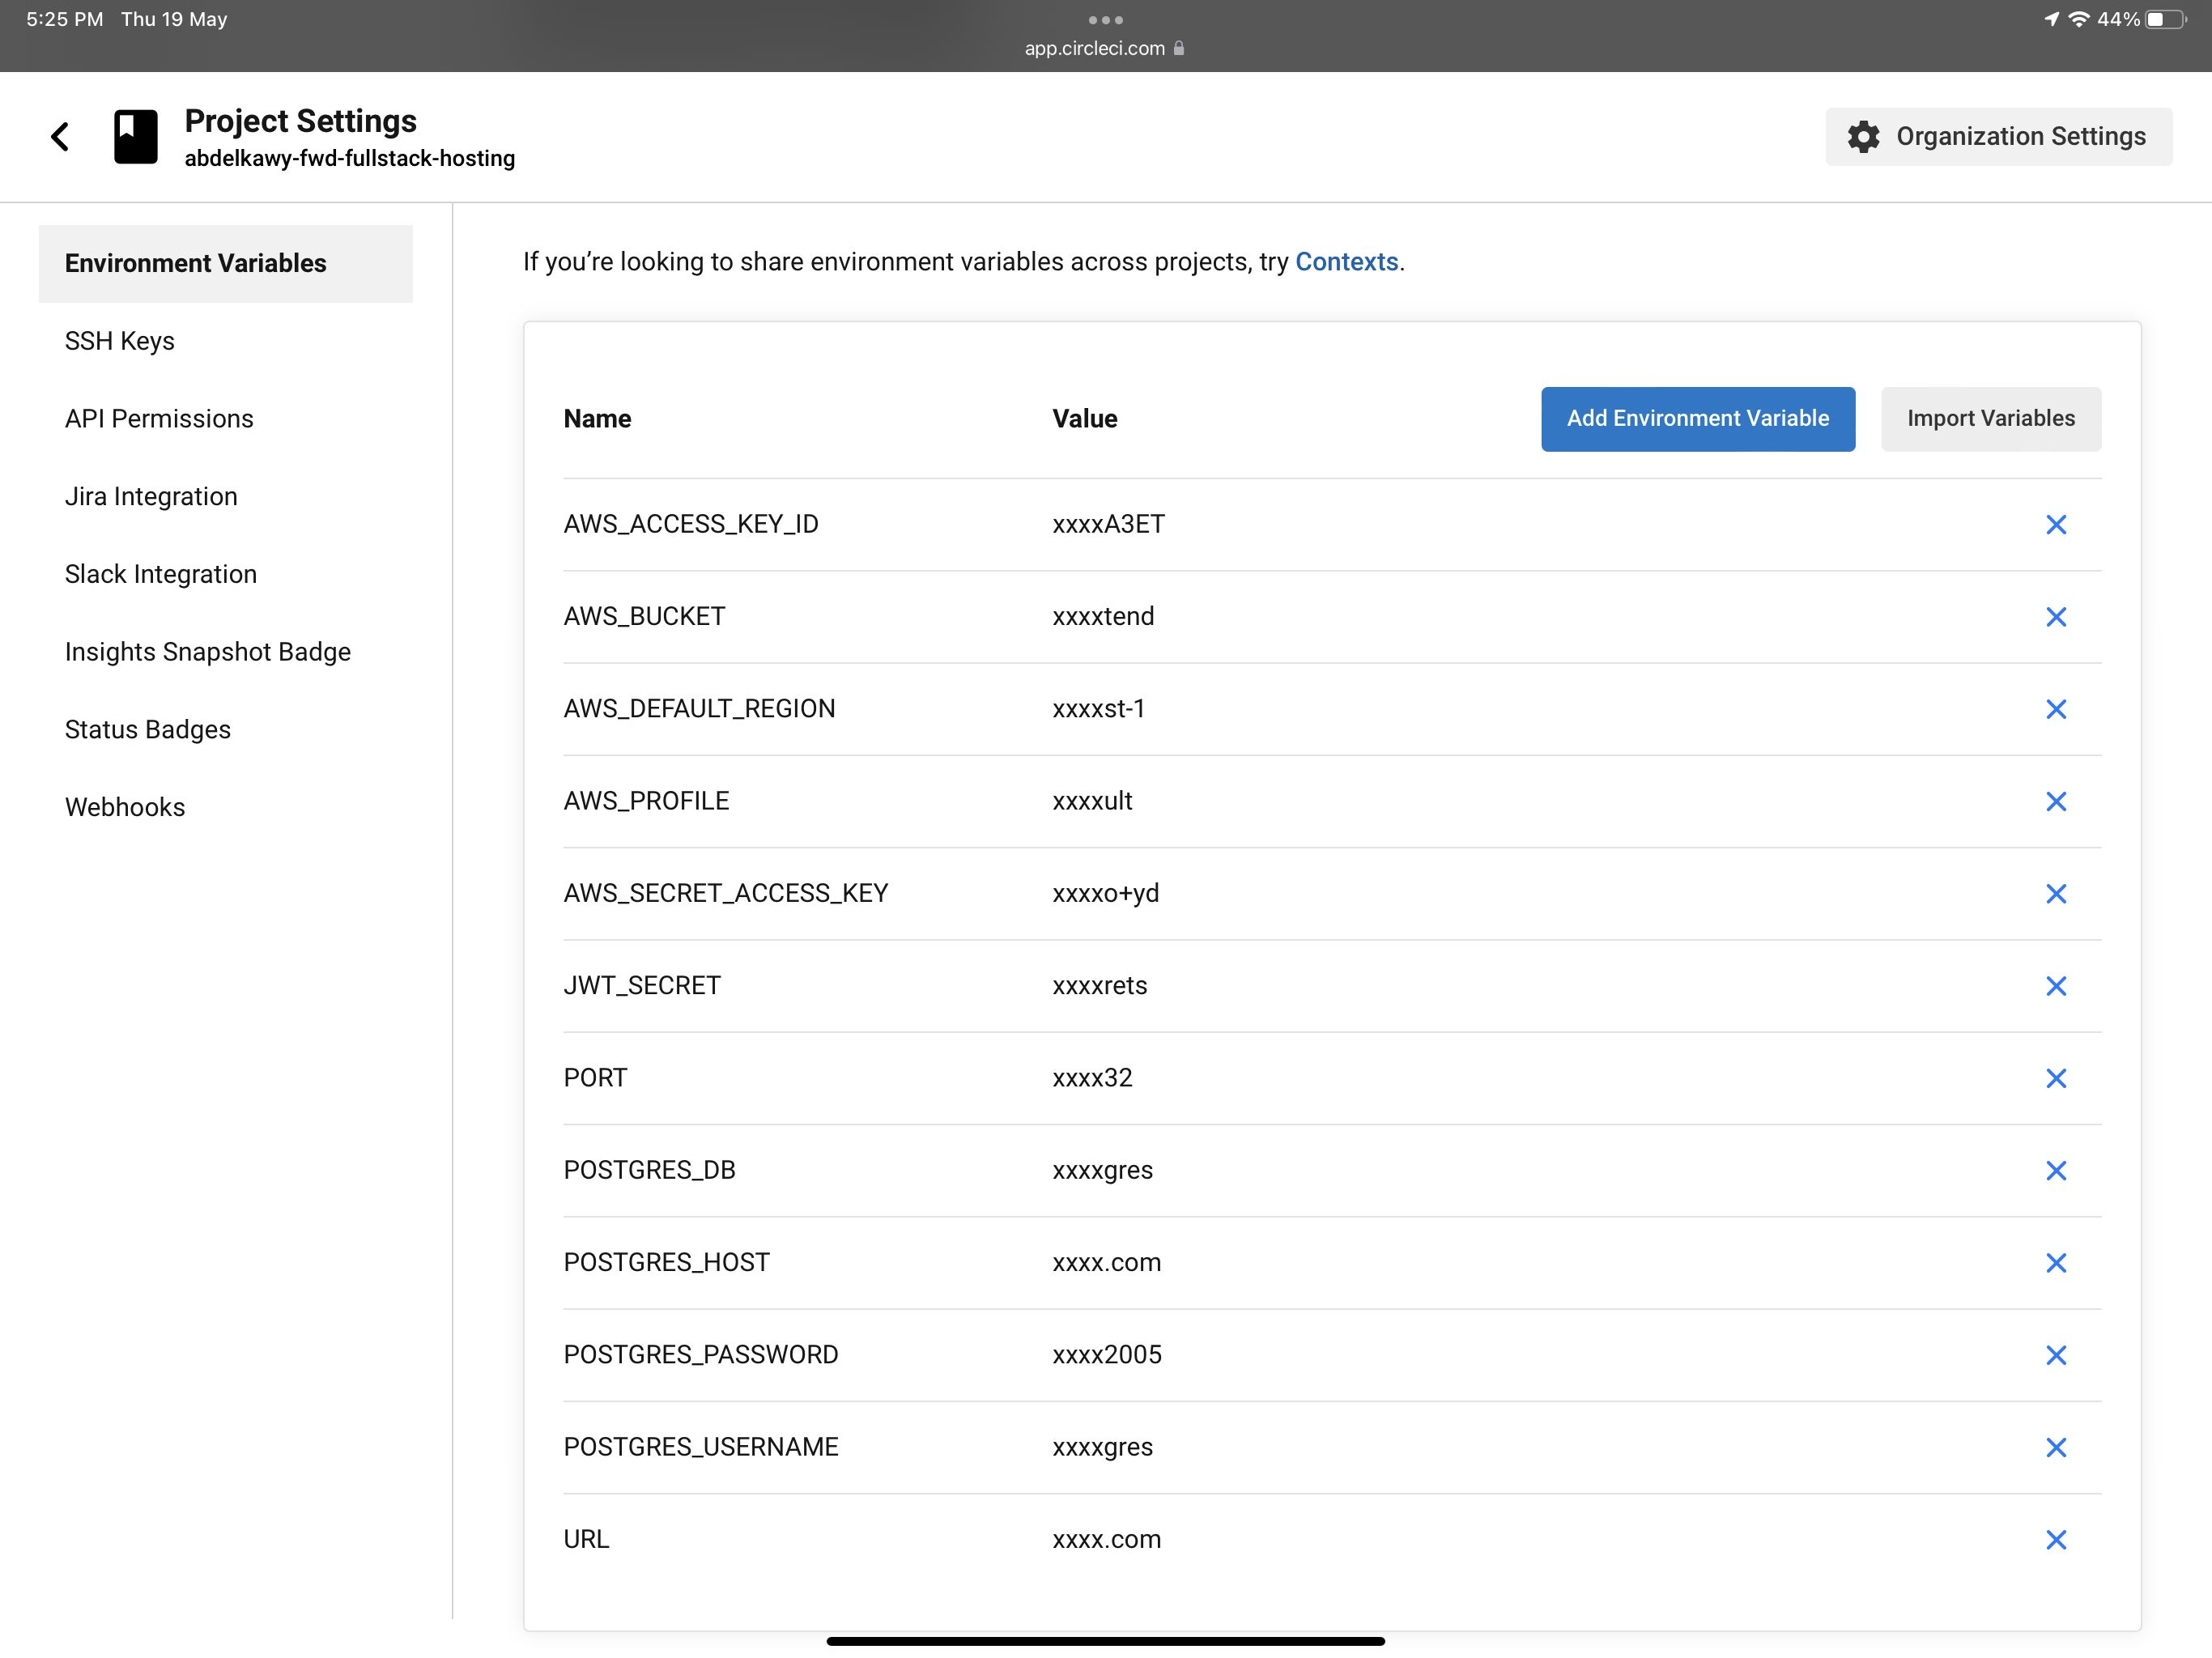 5:25 PM Thu 19 May
44%
app.circleci.com
Project Settings
abdelkawy-fwd-fullstack-hosting
Organization Settings
Environment Variables
SSH Keys
API Permissions
Jira Integration
Slack Integration
Insights Snapshot Badge
Status Badges
Webhooks
If you’re looking to share environment variables across projects, try Contexts.
Name Value Add Environment Variable Import Variables
AWS_ACCESS_KEY_ID xxxxA3ET
AWS_BUCKET xxxxtend
AWS_DEFAULT_REGION xxxxst-1
AWS_PROFILE xxxxult
AWS_SECRET_ACCESS_KEY xxxxo+yd
JWT_SECRET xxxxrets
PORT xxxx32
POSTGRES_DB xxxxgres
POSTGRES_HOST xxxx.com
POSTGRES_PASSWORD xxxx2005
POSTGRES_USERNAME xxxxgres
URL xxxx.com